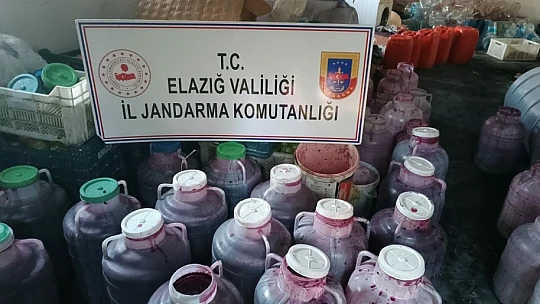 T.C.
ELAZIĞ VALİLİĞİ
İL JANDARMA KOMUTANLIĞI